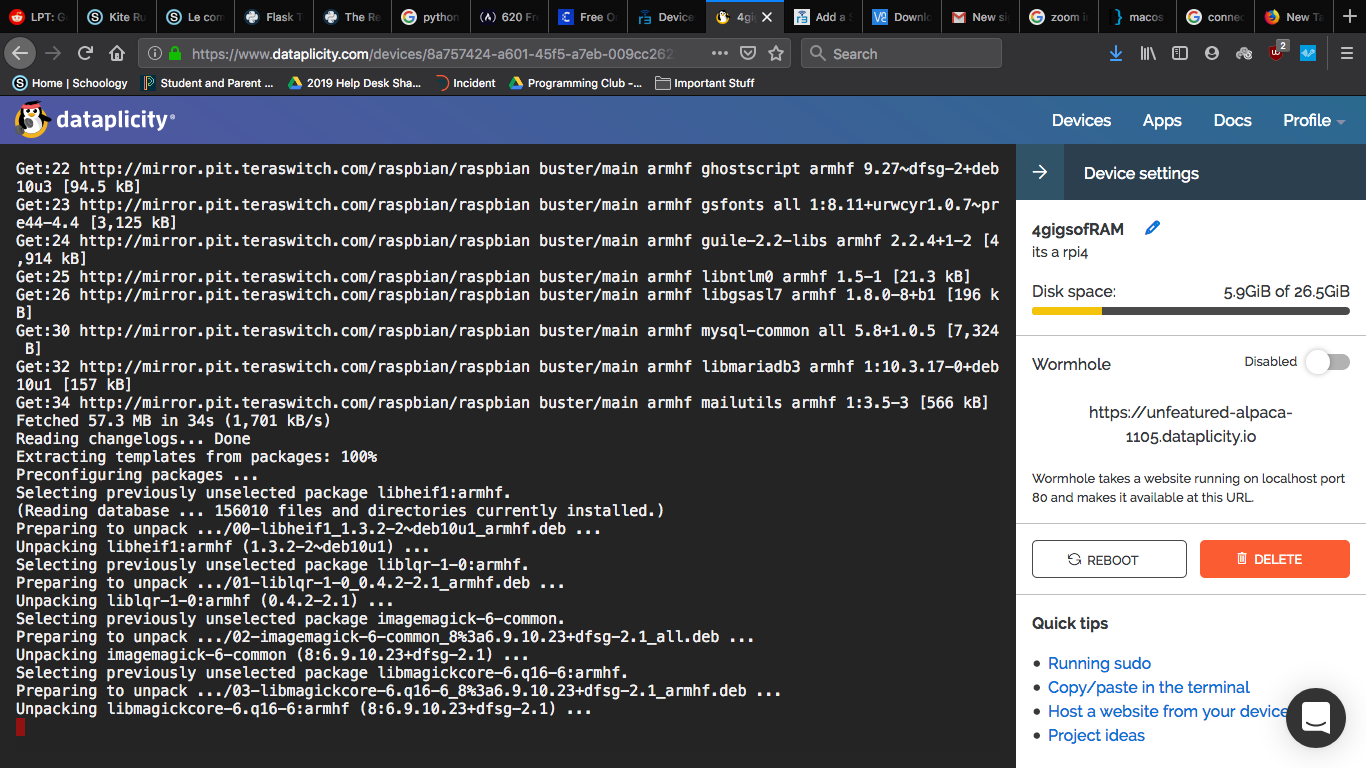 LPT: G
Kite Ru
Le com
Flask T
The Re
python
620 Fr
Free O
Device
4gi
Add a S
Downlo
New si
zoom i
macos
connec
New Ta
https://www.dataplicity.com/devices/8a757424-a601-45f5-a7eb-009cc262
Search
2
Home | Schoology
Student and Parent ...
2019 Help Desk Sha...
Incident
Programming Club -...
Important Stuff
dataplicity
Devices
Apps
Docs
Profile
Get:22 http://mirror.pit.teraswitch.com/raspbian/raspbian buster/main armhf ghostscript armhf 9.27~dfsg-2+deb
10u3 [94.5 kB]
Get:23 http://mirror.pit.teraswitch.com/raspbian/raspbian buster/main armhf gsfonts all 1:8.11+urwcyr1.0.7~pr
e44-4.4 [3,125 kB]
Get:24 http://mirror.pit.teraswitch.com/raspbian/raspbian buster/main armhf guile-2.2-libs armhf 2.2.4+1-2 [4
,914 kB]
Get:25 http://mirror.pit.teraswitch.com/raspbian/raspbian buster/main armhf libntlm0 armhf 1.5-1 [21.3 kB]
Get:26 http://mirror.pit.teraswitch.com/raspbian/raspbian buster/main armhf libgsasl7 armhf 1.8.0-8+b1 [196 k
B]
Get:30 http://mirror.pit.teraswitch.com/raspbian/raspbian buster/main armhf mysql-common all 5.8+1.0.5 [7,324
B]
Get:32 http://mirror.pit.teraswitch.com/raspbian/raspbian buster/main armhf libmariadb3 armhf 1:10.3.17-0+deb
10u1 [157 kB]
Get:34 http://mirror.pit.teraswitch.com/raspbian/raspbian buster/main armhf mailutils armhf 1:3.5-3 [566 kB]
Fetched 57.3 MB in 34s (1,701 kB/s)
Reading changelogs... Done
Extracting templates from packages: 100%
Preconfiguring packages ...
Selecting previously unselected package libheif1:armhf.
(Reading database ... 156010 files and directories currently installed.)
Preparing to unpack .../00-libheif1_1.3.2-2~deb10u1_armhf.deb ...
Unpacking libheif1:armhf (1.3.2-2~deb10u1) ...
Selecting previously unselected package liblqr-1-0:armhf.
Preparing to unpack .../01-liblqr-1-0_0.4.2-2.1_armhf.deb ...
Unpacking liblqr-1-0:armhf (0.4.2-2.1) ...
Selecting previously unselected package imagemagick-6-common.
Preparing to unpack .../02-imagemagick-6-common_8%3a6.9.10.23+dfsg-2.1_all.deb ...
Unpacking imagemagick-6-common (8:6.9.10.23+dfsg-2.1) ...
Selecting previously unselected package libmagickcore-6.q16-6:armhf.
Preparing to unpack .../03-libmagickcore-6.q16-6_8%3a6.9.10.23+dfsg-2.1_armhf.deb ...
Unpacking libmagickcore-6.q16-6:armhf (8:6.9.10.23+dfsg-2.1) ...
Device settings
4gigsofRAM
its a rpi4
Disk space: 5.9GiB of 26.5GiB
Wormhole Disabled
https://unfeatured-alpaca-
1105.dataplicity.io
Wormhole takes a website running on localhost port
80 and makes it available at this URL.
REBOOT
DELETE
Quick tips
Running sudo
Copy/paste in the terminal
Host a website from your device
Project ideas